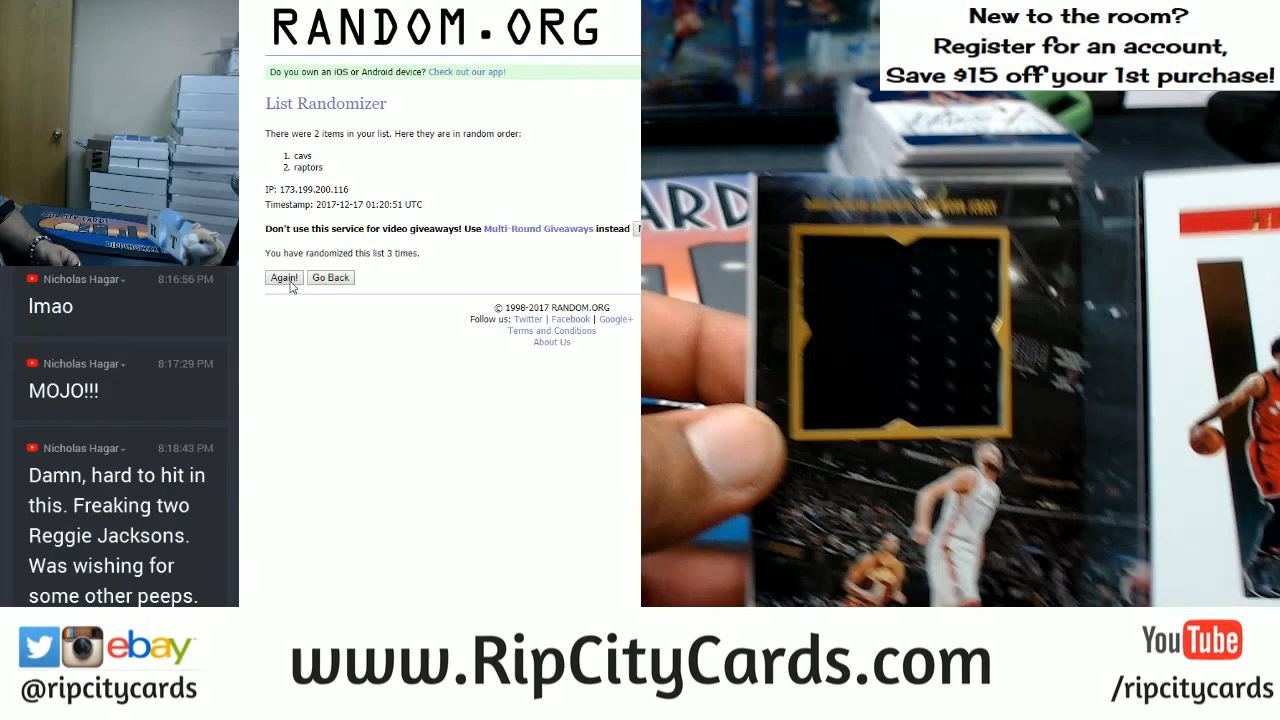 RANDOM.ORG
Do you own an iOS or Android device? Check out our app!
List Randomizer
There were 2 items in your list. Here they are in random order:
1. cavs
2. raptors
IP: 173.199.200.116
Timestamp: 2017-12-17 01:20:51 UTC
Don't use this service for video giveaways! Use Multi-Round Giveaways instead
You have randomized this list 3 times.
Again! Go Back
© 1998-2017 RANDOM.ORG
Follow us: Twitter | Facebook | Google+
Terms and Conditions
About Us
New to the room?
Register for an account,
Save $15 off your 1st purchase!
Nicholas Hagar 8:16:56 PM
lmao
Nicholas Hagar 8:17:29 PM
MOJO!!!
Nicholas Hagar 8:18:43 PM
Damn, hard to hit in
this. Freaking two
Reggie Jacksons.
Was wishing for
some other peeps.
RIP CITY CARDS
ARD
ebay
@ripcitycards
www.RipCityCards.com
YouTube
/ripcitycards